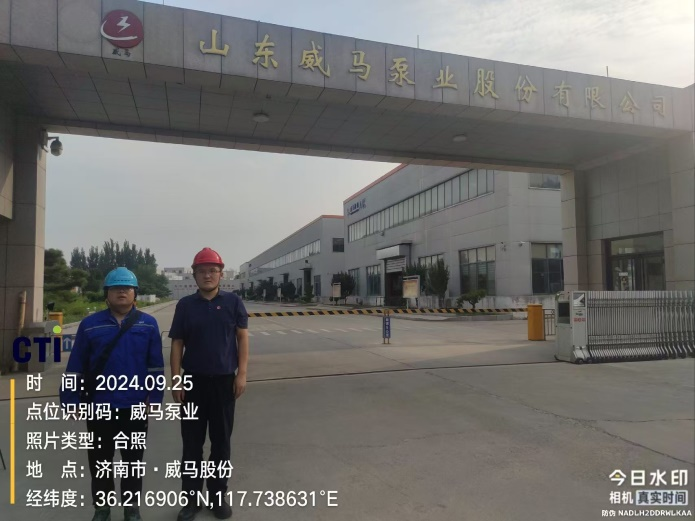 威马
山东威马泵业股份有限公司
CTI
时 间：2024.09.25
点位识别码：威马泵业
照片类型：合照
地 点：济南市·威马股份
经纬度：36.216906°N,117.738631°E
今日水印
相机 真实时间
防伪 NADLH2DDRWLKAA